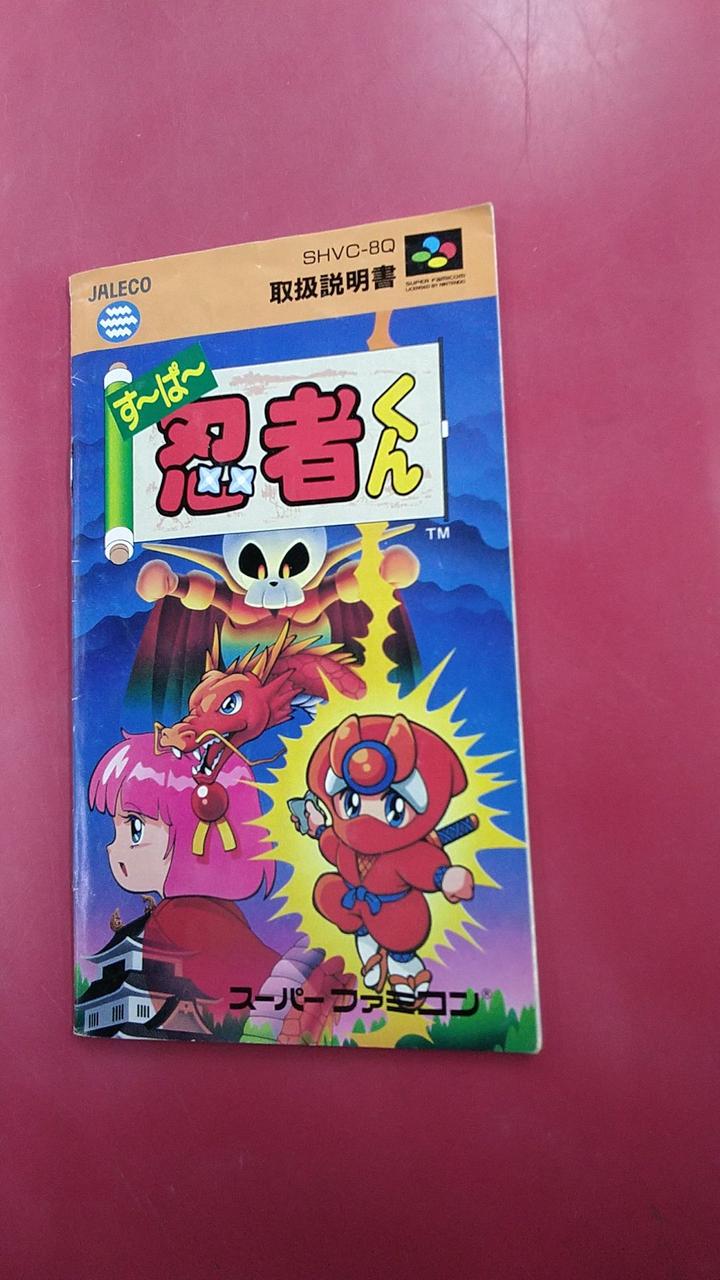 JALECO
SHVC-8Q
取扱説明書
SUPER FAMICOM
LICENSED BY NINTENDO
す〜ぱ〜
忍者くん
TM
スーパーファミコン®